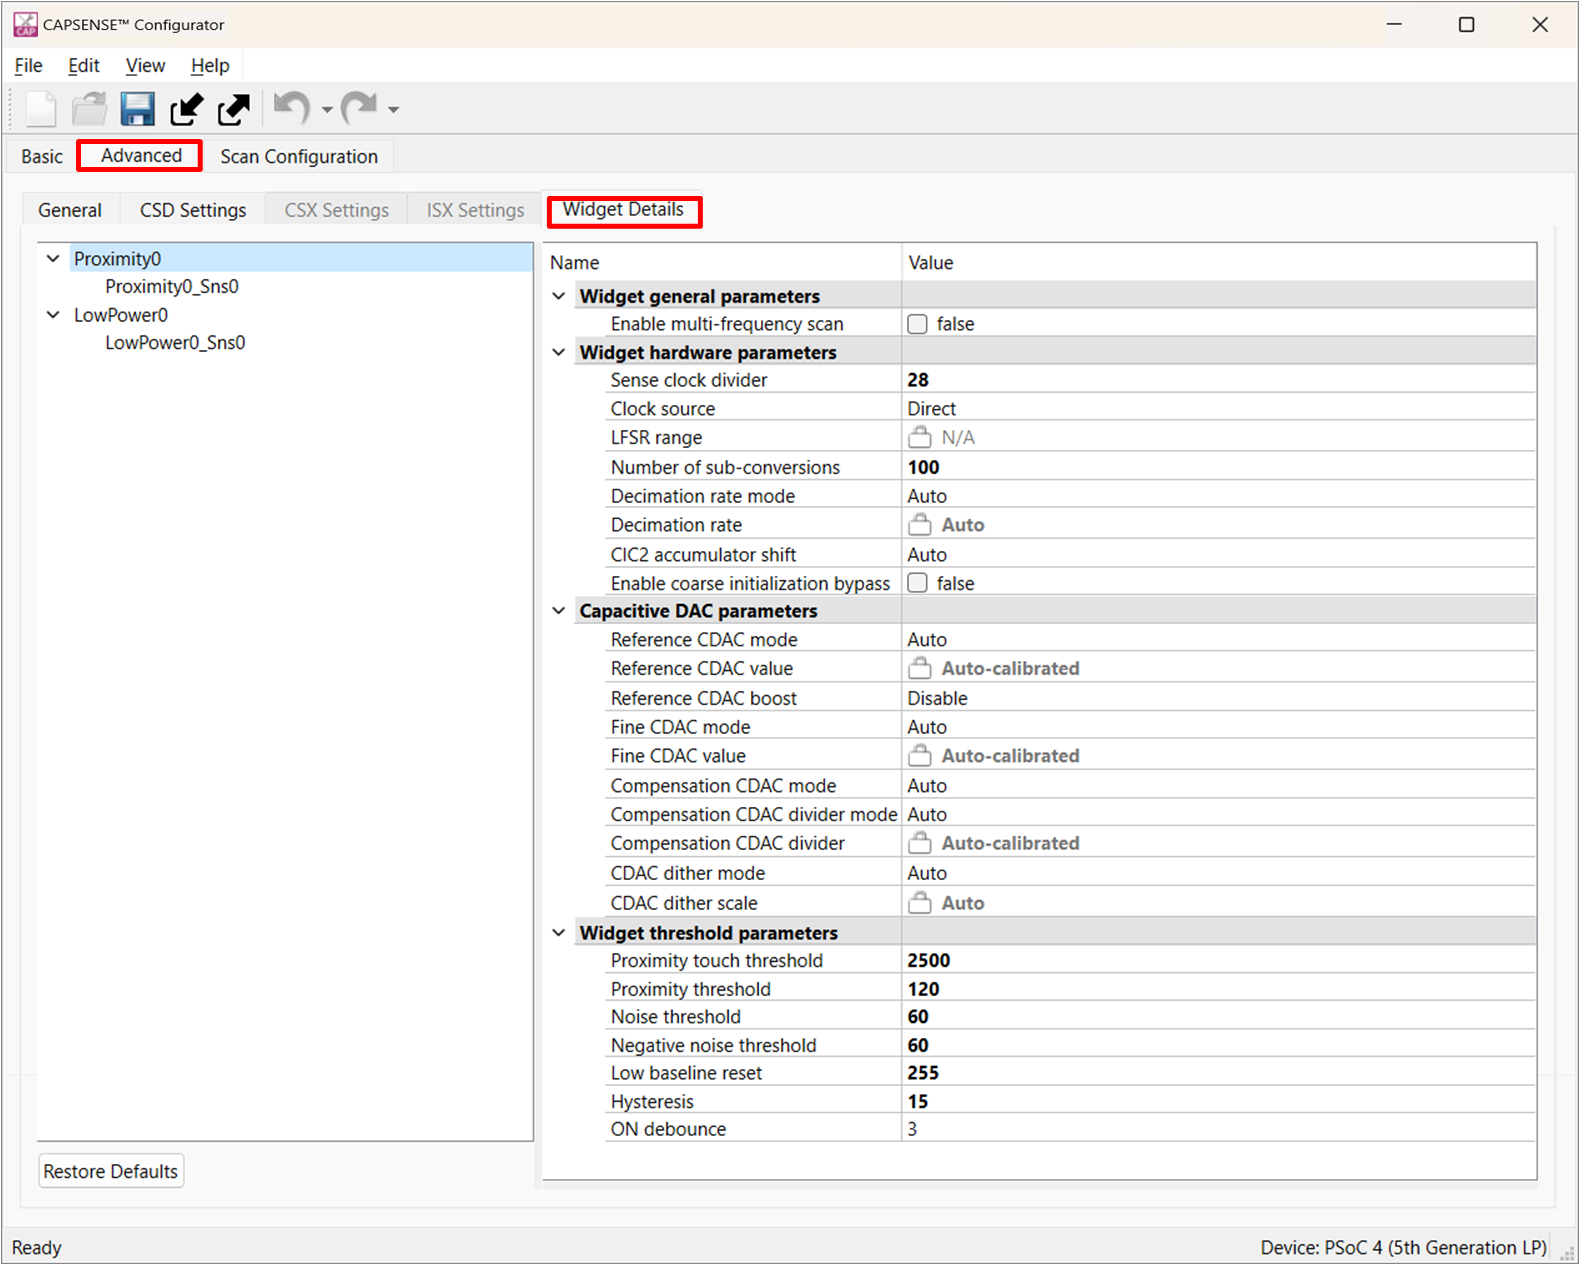 CAP
CAPSENSE™ Configurator
File Edit View Help
Basic Advanced Scan Configuration
General CSD Settings CSX Settings ISX Settings Widget Details
Proximity0
Proximity0_Sns0
LowPower0
LowPower0_Sns0
Name Value
Widget general parameters
Enable multi-frequency scan false
Widget hardware parameters
Sense clock divider 28
Clock source Direct
LFSR range N/A
Number of sub-conversions 100
Decimation rate mode Auto
Decimation rate Auto
CIC2 accumulator shift Auto
Enable coarse initialization bypass false
Capacitive DAC parameters
Reference CDAC mode Auto
Reference CDAC value Auto-calibrated
Reference CDAC boost Disable
Fine CDAC mode Auto
Fine CDAC value Auto-calibrated
Compensation CDAC mode Auto
Compensation CDAC divider mode Auto
Compensation CDAC divider Auto-calibrated
CDAC dither mode Auto
CDAC dither scale Auto
Widget threshold parameters
Proximity touch threshold 2500
Proximity threshold 120
Noise threshold 60
Negative noise threshold 60
Low baseline reset 255
Hysteresis 15
ON debounce 3
Restore Defaults
Ready Device: PSoC 4 (5th Generation LP)